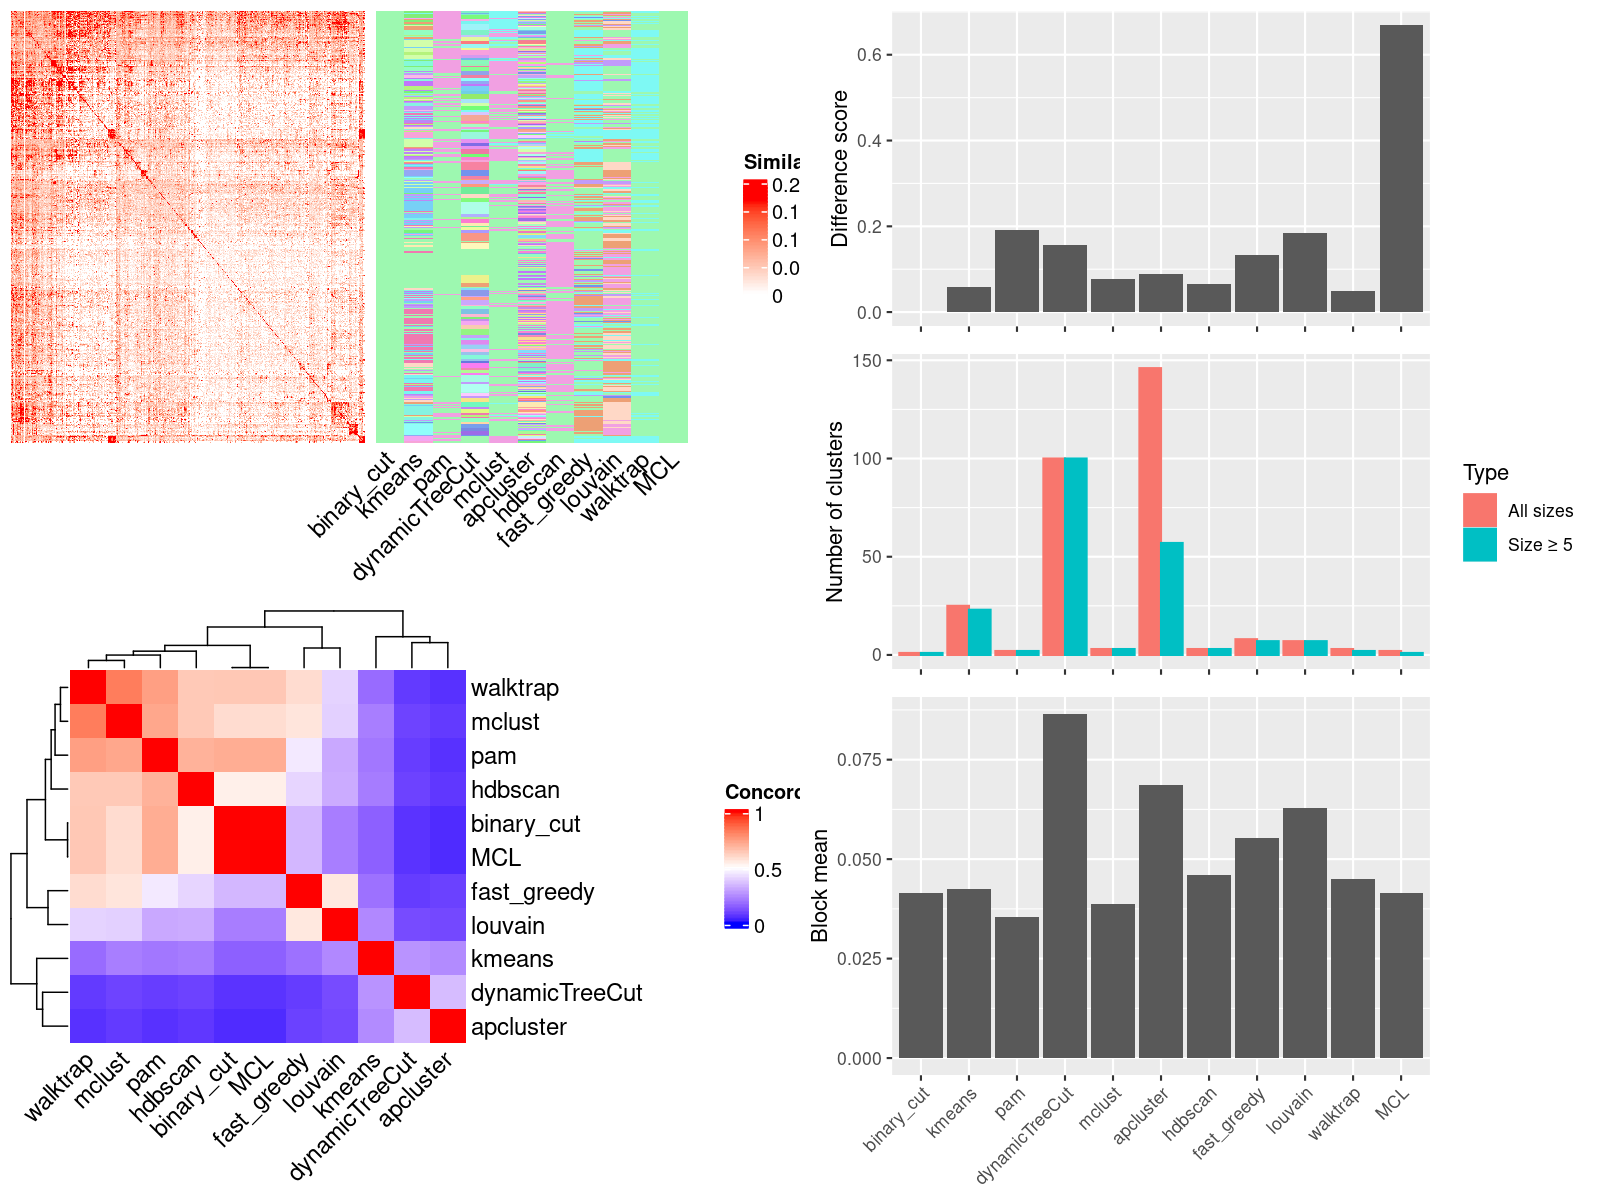 Simila
0.2
0.1
0.1
0.0
0
binary_cut
kmeans
pam
dynamicTreeCut
mclust
apcluster
hdbscan
fast_greedy
louvain
walktrap
MCL
walktrap
mclust
pam
hdbscan
binary_cut
MCL
fast_greedy
louvain
kmeans
dynamicTreeCut
apcluster
walktrap
mclust
pam
hdbscan
binary_cut
MCL
fast_greedy
louvain
kmeans
dynamicTreeCut
apcluster
Concord
1
0.5
0
Difference score
0.6
0.4
0.2
0.0
Number of clusters
150
100
50
0
Type
All sizes
Size ≥ 5
Block mean
0.075
0.050
0.025
0.000
binary_cut
kmeans
pam
dynamicTreeCut
mclust
apcluster
hdbscan
fast_greedy
louvain
walktrap
MCL